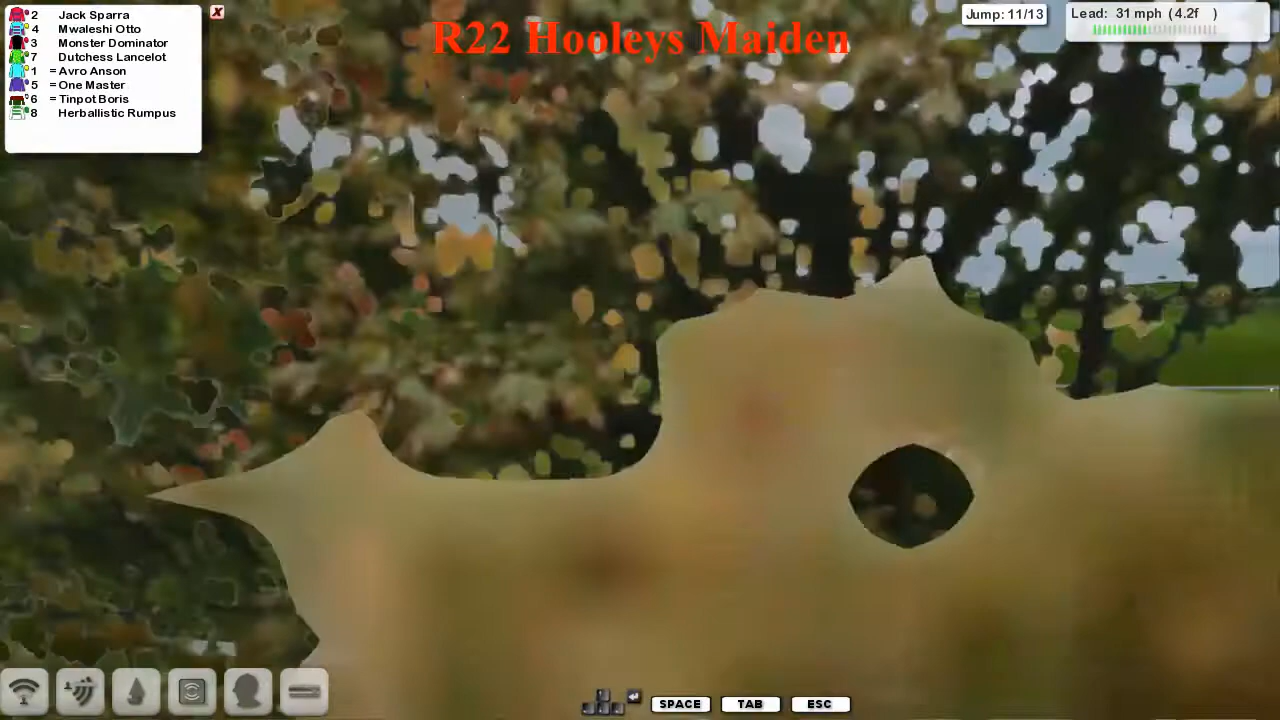 2 Jack Sparra
4 Mwaleshi Otto
3 Monster Dominator
7 Dutchess Lancelot
1 = Avro Anson
5 = One Master
6 = Tinpot Boris
8 Herballistic Rumpus
X
R22 Hooleys Maiden
Jump: 11/13
Lead: 31 mph ( 4.2f )
SPACE
TAB
ESC